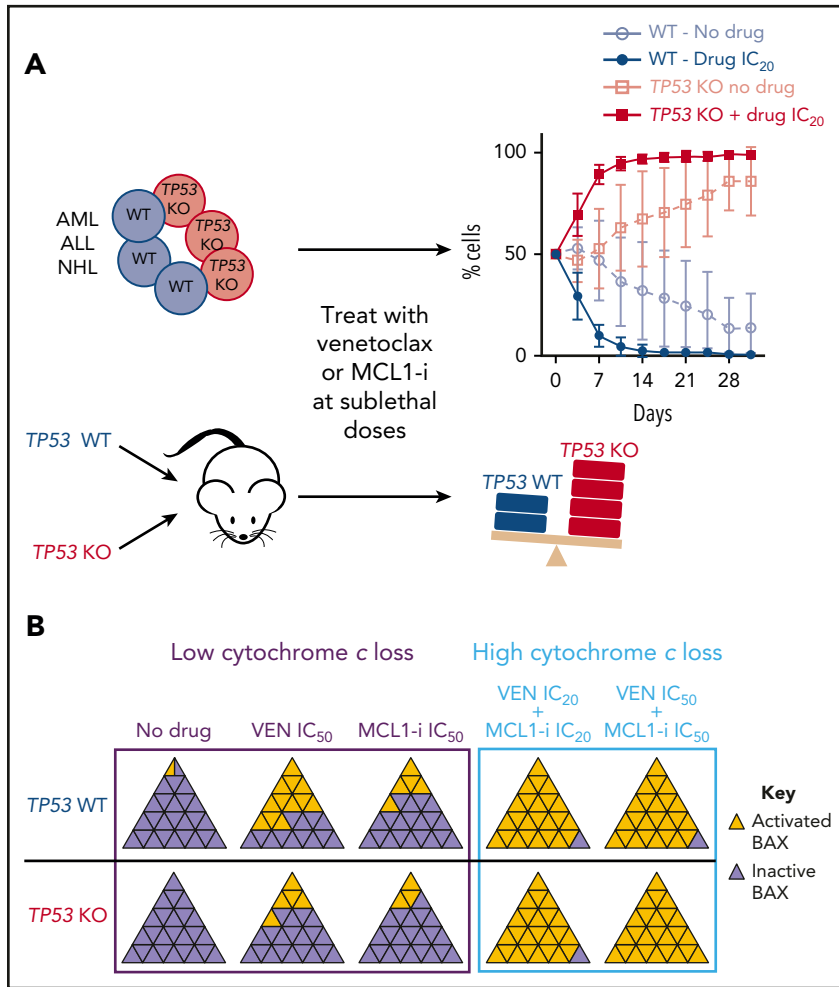 A
WT - No drug
WT - Drug IC20
TP53 KO no drug
TP53 KO + drug IC20
AML
ALL
NHL
WT
TP53
KO
WT
TP53
KO
WT
TP53
KO
100
50
0
% cells
0 7 14 21 28
Days
Treat with
venetoclax
or MCL1-i
at sublethal
doses
TP53 WT
TP53 KO
TP53 WT
TP53 KO
B
Low cytochrome c loss
High cytochrome c loss
No drug
VEN IC50
MCL1-i IC50
VEN IC20
+
MCL1-i IC20
VEN IC50
+
MCL1-i IC50
TP53 WT
TP53 KO
Key
Activated
BAX
Inactive
BAX